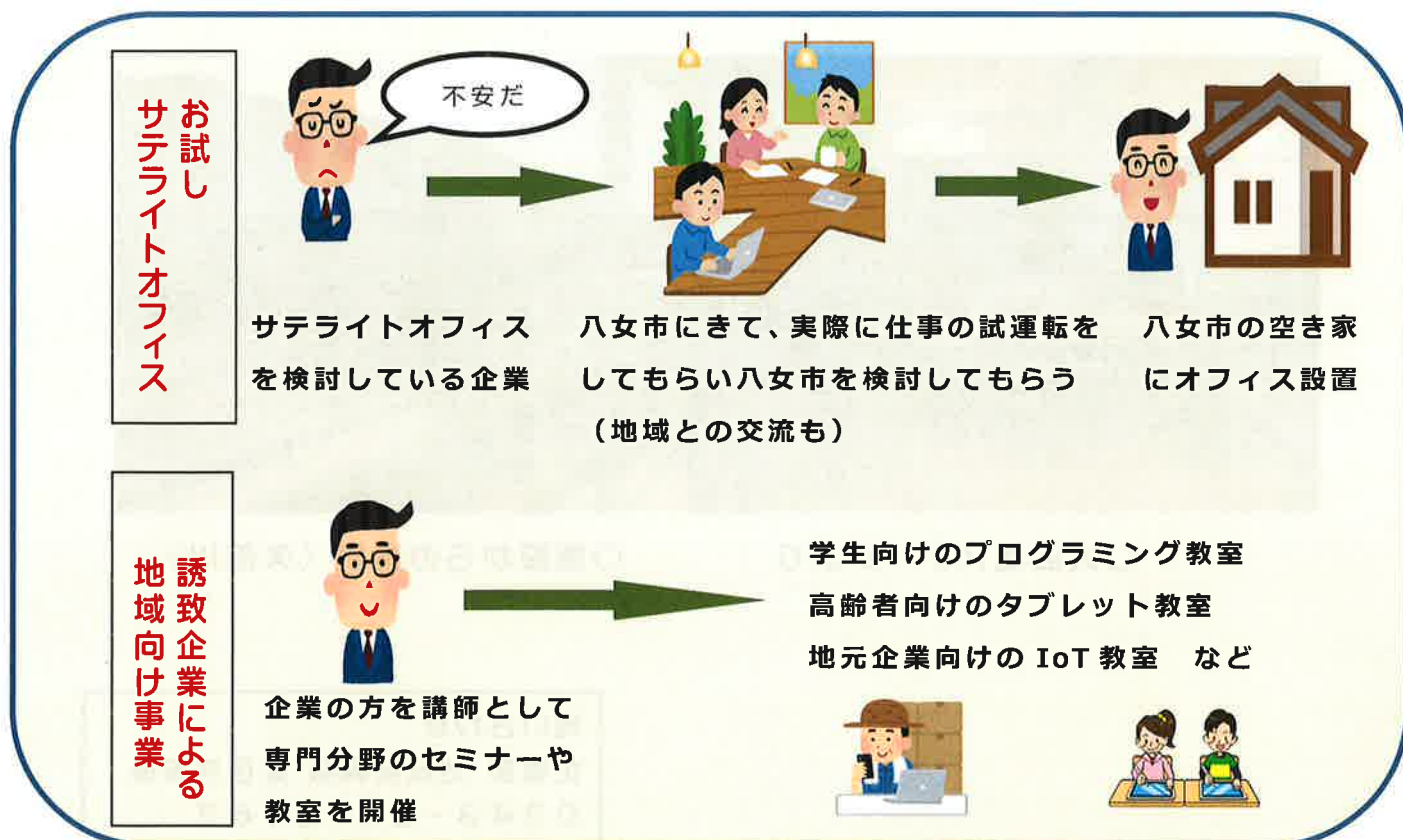 お試し
サテライトオフィス
不安だ
サテライトオフィス
を検討している企業
八女市にきて、実際に仕事の試運転を
してもらい八女市を検討してもらう
（地域との交流も）
八女市の空き家
にオフィス設置
誘致企業による
地域向け事業
企業の方を講師として
専門分野のセミナーや
教室を開催
学生向けのプログラミング教室
高齢者向けのタブレット教室
地元企業向けの IoT 教室　など